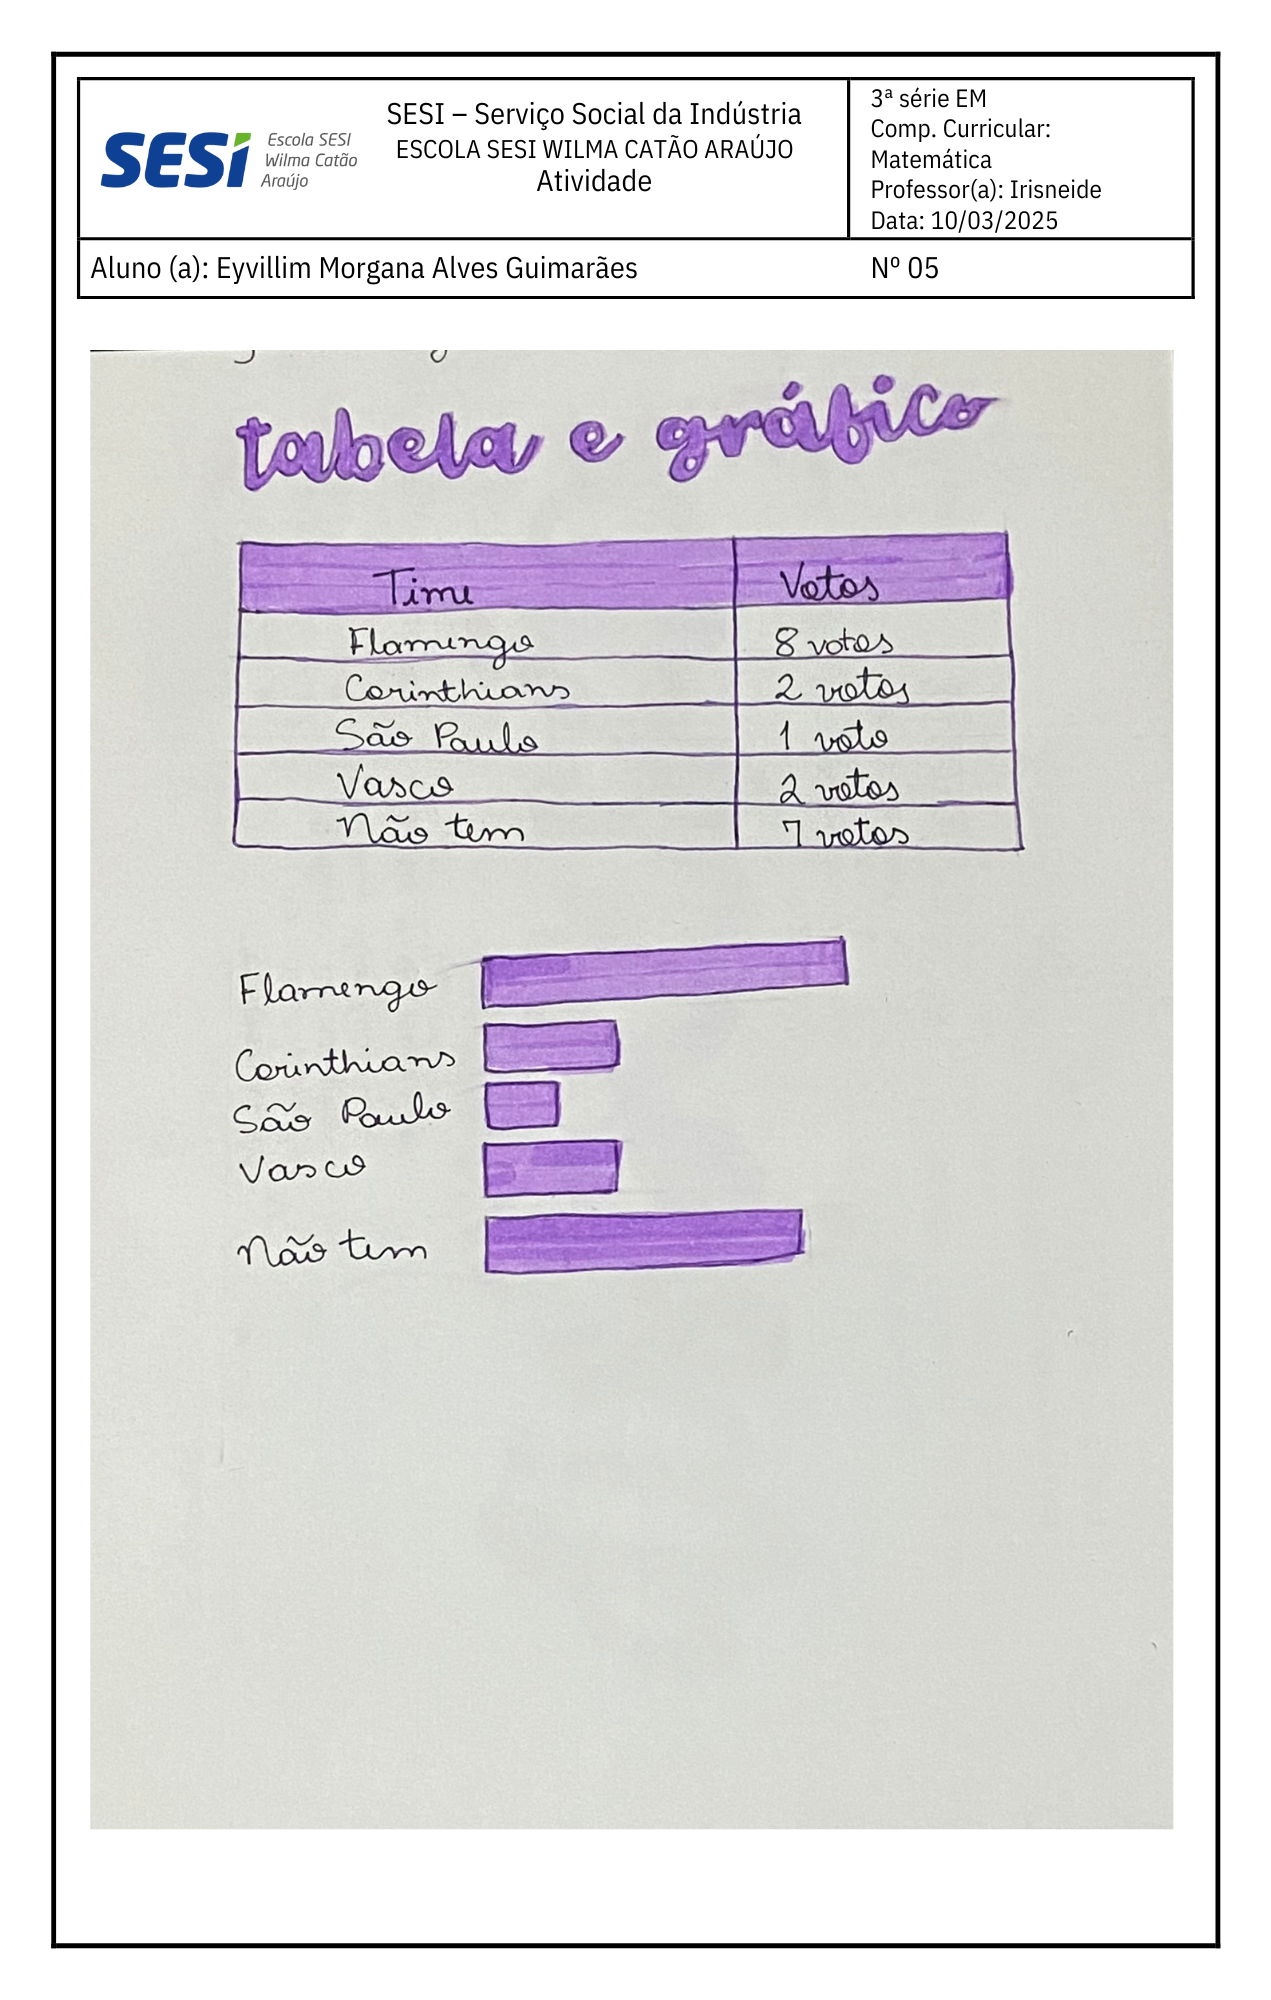 SESI
Escola SESI
Wilma Catão
Araújo
SESI – Serviço Social da Indústria
ESCOLA SESI WILMA CATÃO ARAÚJO
Atividade
3ª série EM
Comp. Curricular:
Matemática
Professor(a): Irisneide
Data: 10/03/2025
Aluno (a): Eyvillim Morgana Alves Guimarães Nº 05
tabela e gráfico
Time Votos
Flamengo 8 votos
Corinthians 2 votos
São Paulo 1 voto
Vasco 2 votos
Não tem 7 votos
Flamengo
Corinthians
São Paulo
Vasco
Não tem